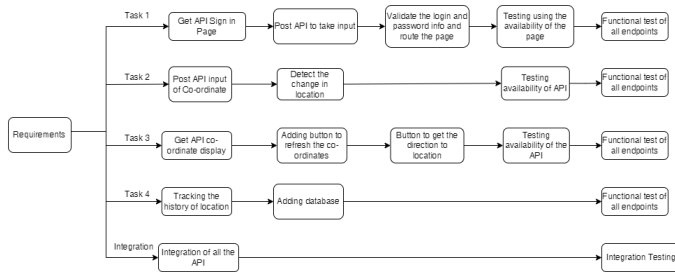 Task 1
Get API Sign in
Page
Post API to take input
Validate the login and
password info and
route the page
Testing using the
availability of the
page
Functional test of
all endpoints
Task 2
Post API input
of Co-ordinate
Detect the
change in
location
Testing
availability of API
Functional test of
all endpoints
Requirements
Task 3
Get API co-
ordinate display
Adding button to
refresh the co-
ordinates
Button to get the
direction to
location
Testing
availability of the
API
Functional test of
all endpoints
Task 4
Tracking the
history of location
Adding database
Functional test of
all endpoints
Integration
Integration of all the
API
Integration Testing